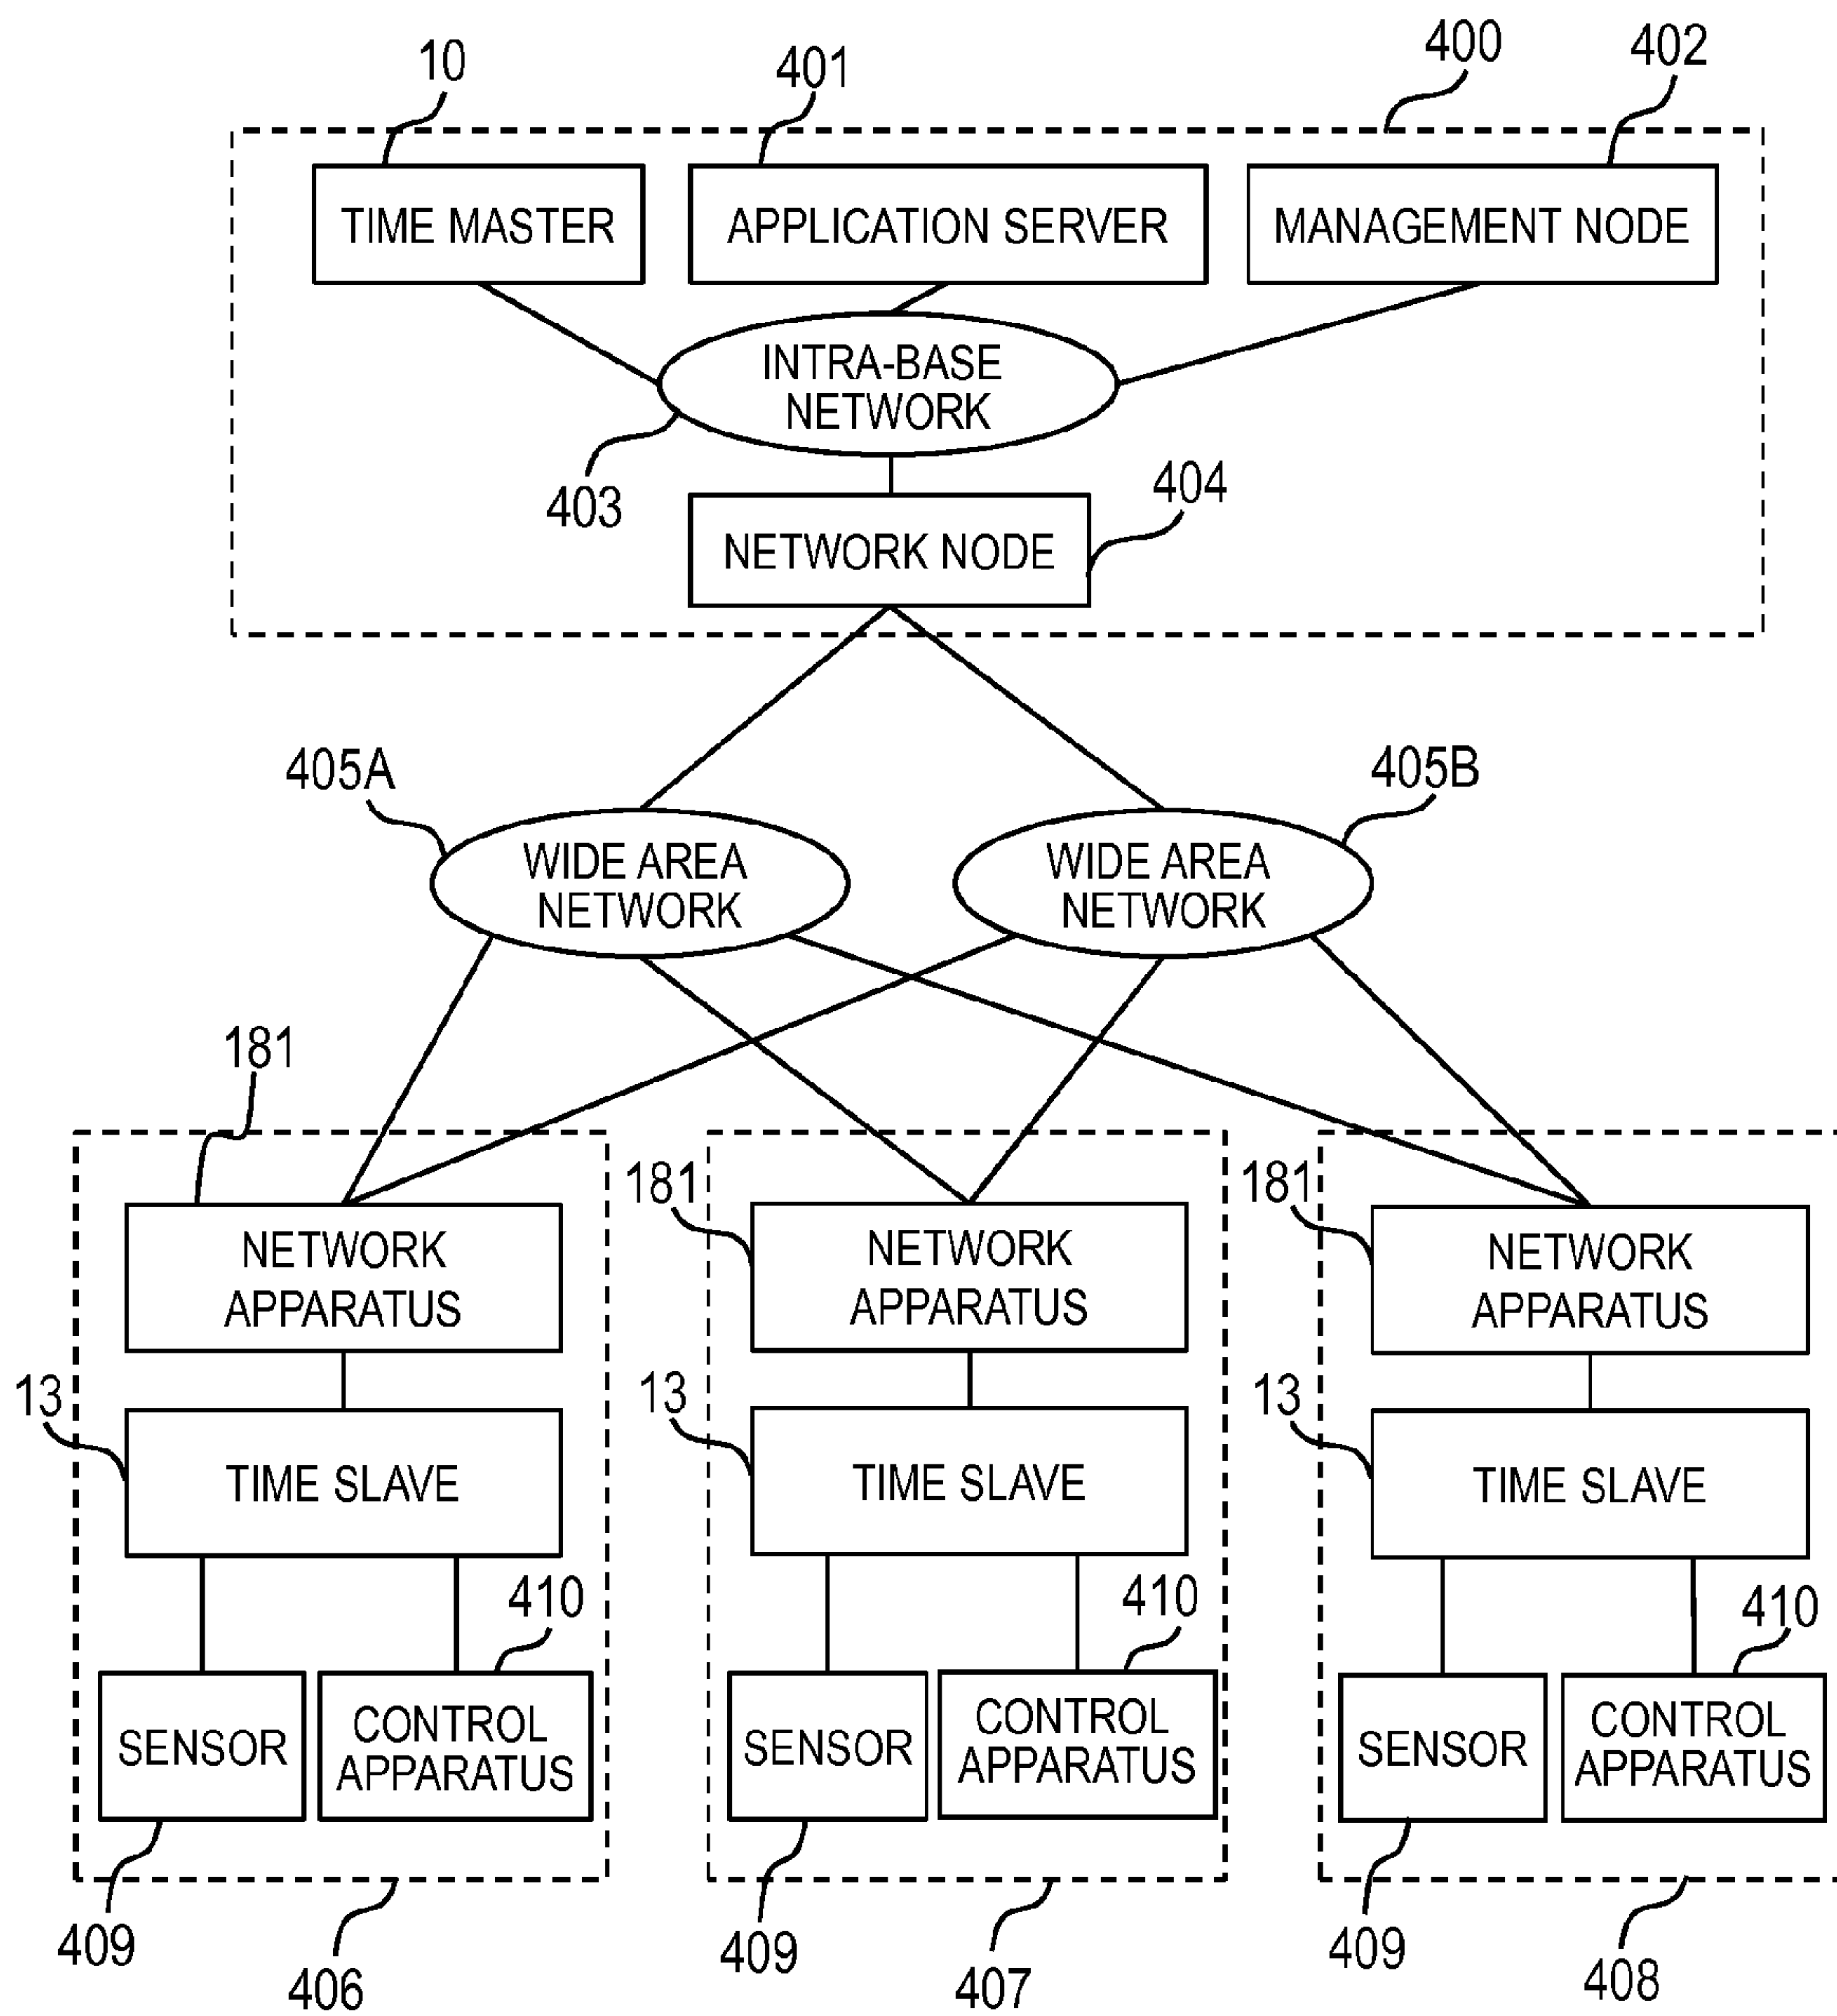 10
401
400
402
TIME MASTER
APPLICATION SERVER
MANAGEMENT NODE
INTRA-BASE
NETWORK
403
404
NETWORK NODE
405A
405B
WIDE AREA
NETWORK
WIDE AREA
NETWORK
181
181
181
NETWORK
APPARATUS
NETWORK
APPARATUS
NETWORK
APPARATUS
13
13
13
TIME SLAVE
TIME SLAVE
TIME SLAVE
410
410
410
SENSOR
CONTROL
APPARATUS
SENSOR
CONTROL
APPARATUS
SENSOR
CONTROL
APPARATUS
409
406
409
407
409
408